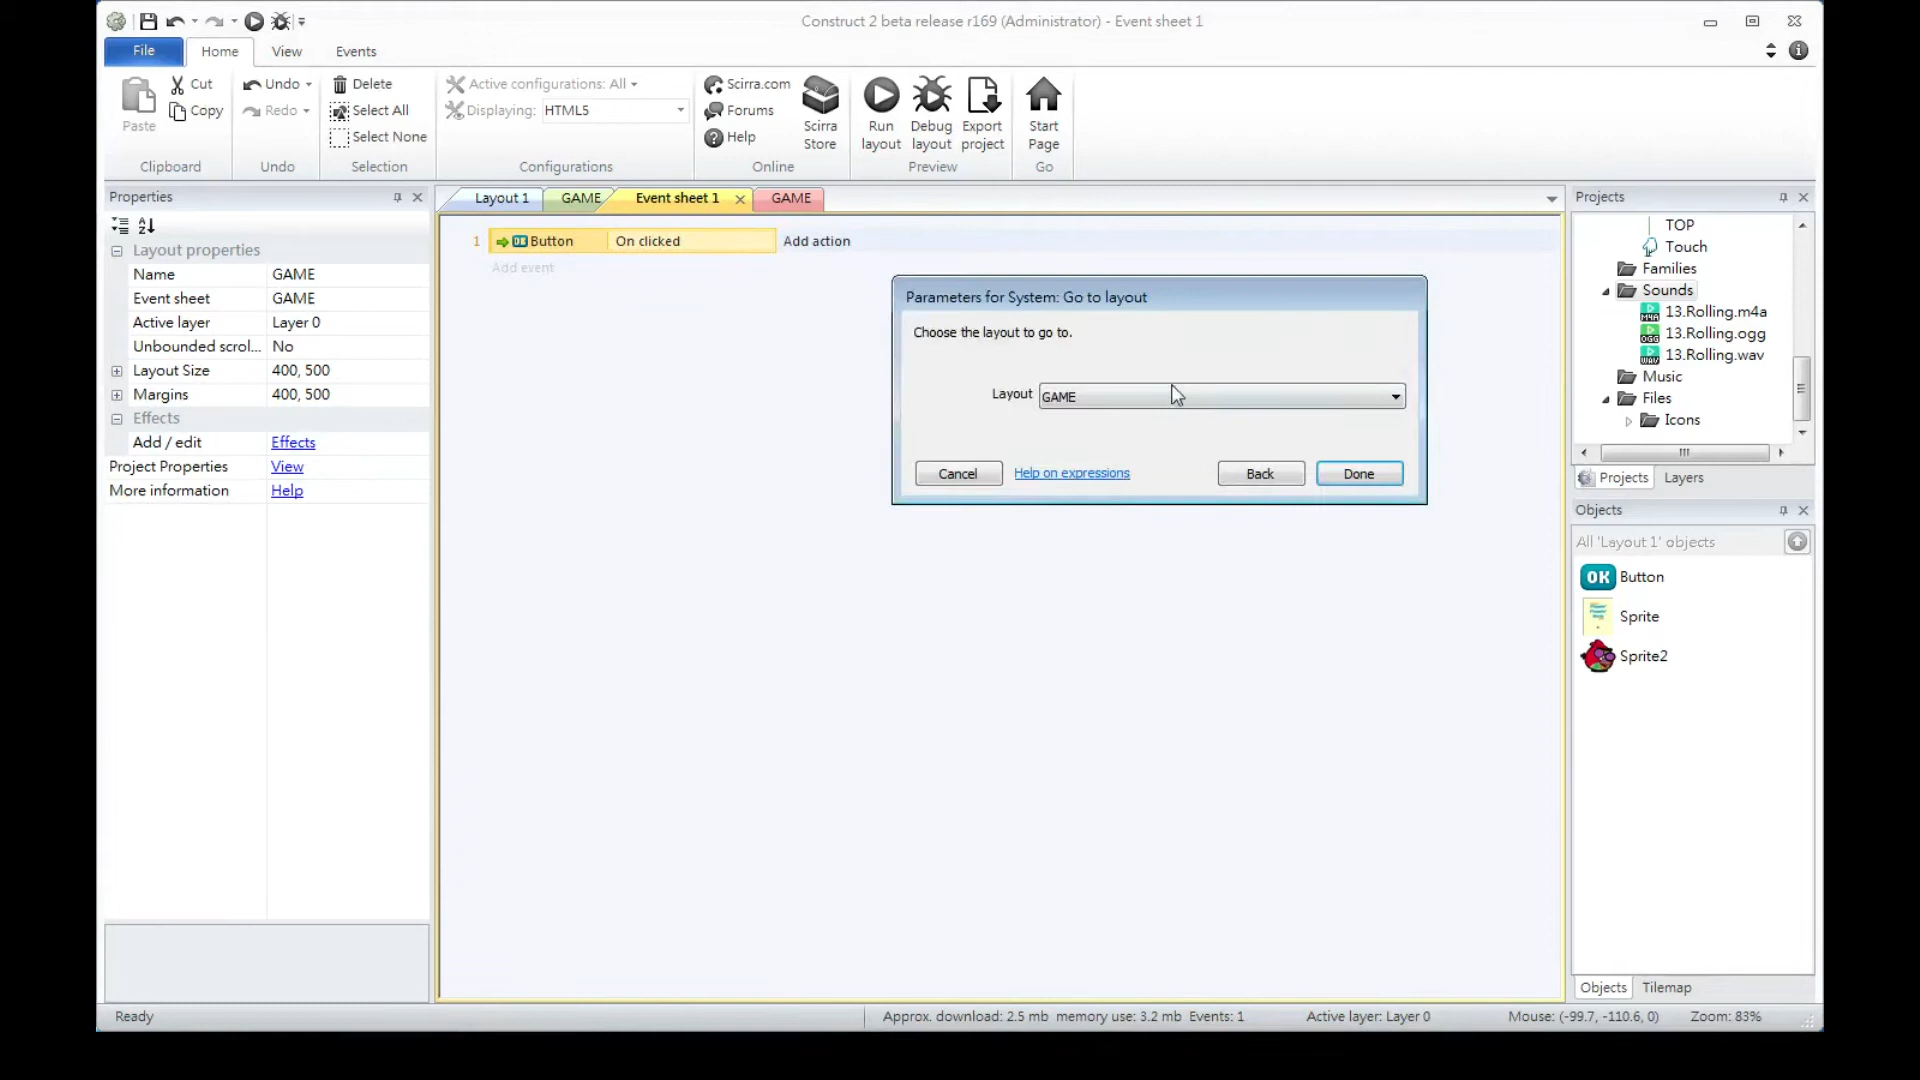 Construct 2 beta release r169 (Administrator) - Event sheet 1
File Home View Events
Paste
Cut
Copy
Clipboard
Undo
Redo
Undo
Delete
Select All
Select None
Selection
Active configurations: All
Displaying: HTML5
Configurations
Scirra.com
Forums
Help
Scirra Store
Online
Run layout
Debug layout
Export project
Preview
Start Page
Go
Properties
Layout properties
Name GAME
Event sheet GAME
Active layer Layer 0
Unbounded scrol... No
Layout Size 400, 500
Margins 400, 500
Effects
Add / edit Effects
Project Properties View
More information Help
Layout 1 GAME Event sheet 1 GAME
1 OK Button On clicked Add action
Add event
Parameters for System: Go to layout
Choose the layout to go to.
Layout GAME
Cancel Help on expressions Back Done
Projects
TOP
Touch
Families
Sounds
M4A 13.Rolling.m4a
OGG 13.Rolling.ogg
WAV 13.Rolling.wav
Music
Files
Icons
Projects Layers
Objects
All 'Layout 1' objects
OK Button
Sprite
Sprite2
Objects Tilemap
Ready Approx. download: 2.5 mb memory use: 3.2 mb Events: 1 Active layer: Layer 0 Mouse: (-99.7, -110.6, 0) Zoom: 83%